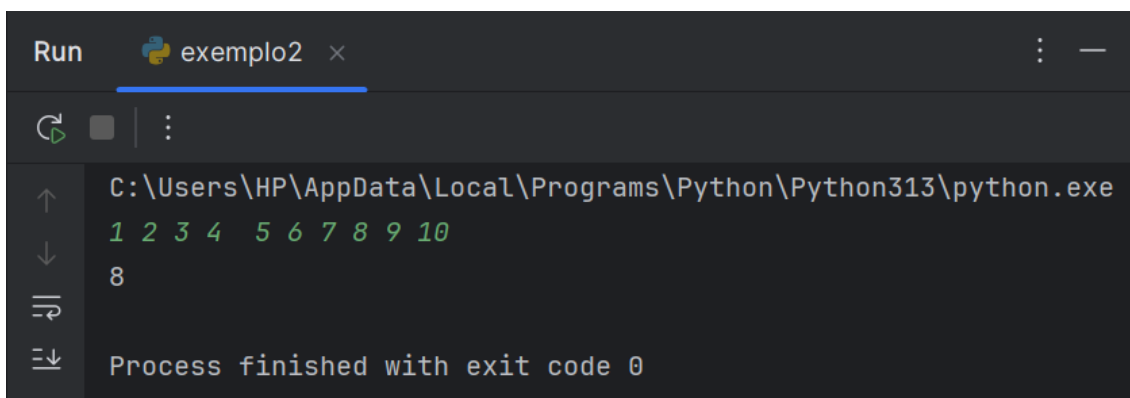 Run exemplo2
C:\Users\HP\AppData\Local\Programs\Python\Python313\python.exe
1 2 3 4  5 6 7 8 9 10
8
Process finished with exit code 0